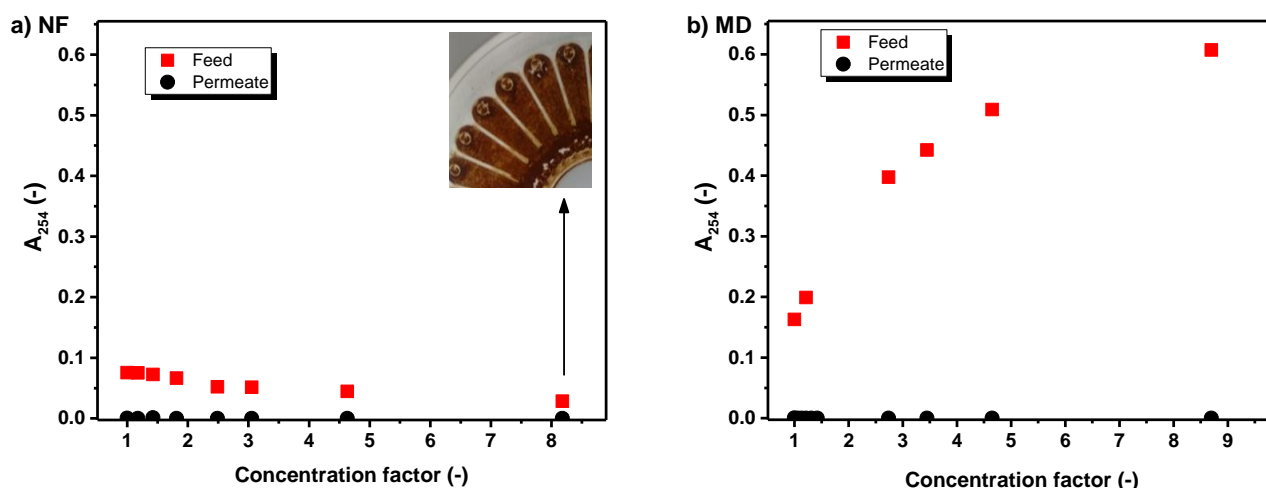 a) NF
Feed
Permeate
A254 (-)
0.6
0.5
0.4
0.3
0.2
0.1
0.0
1 2 3 4 5 6 7 8
Concentration factor (-)
b) MD
Feed
Permeate
A254 (-)
0.6
0.5
0.4
0.3
0.2
0.1
0.0
1 2 3 4 5 6 7 8 9
Concentration factor (-)